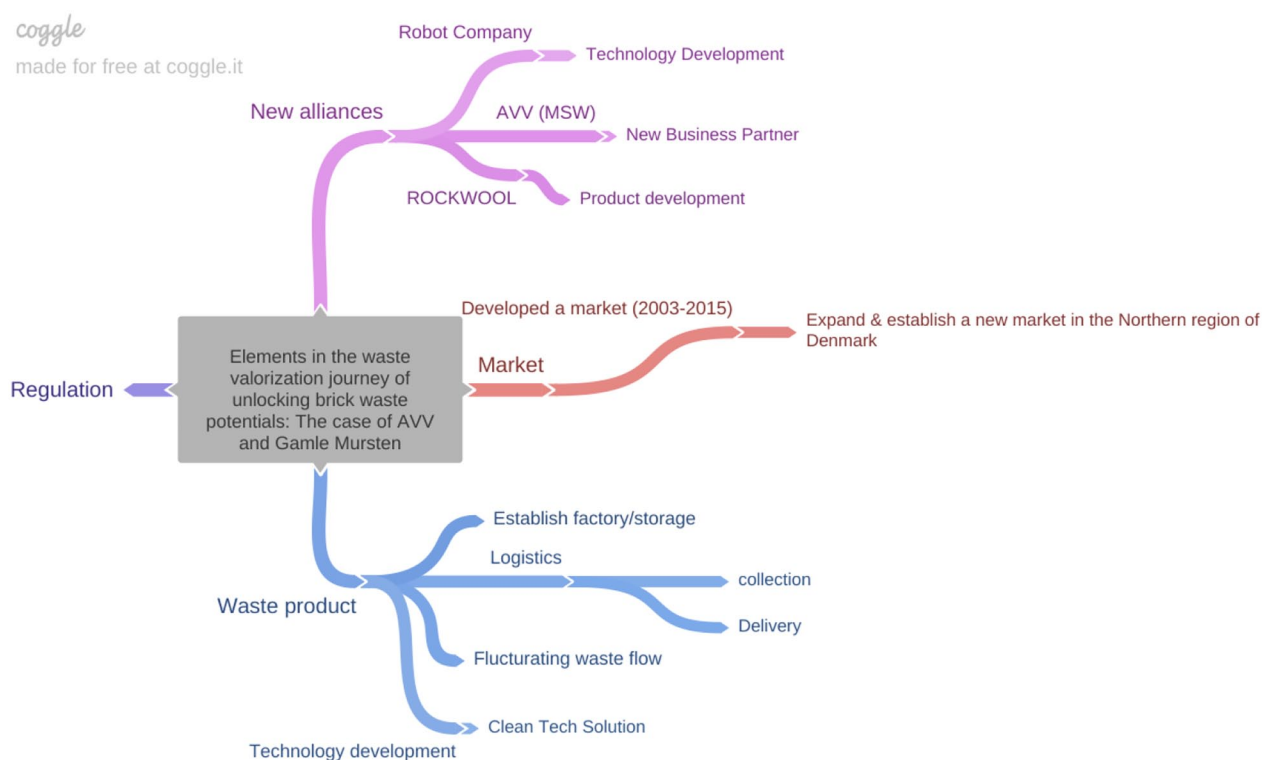 coggle
made for free at coggle.it
Robot Company
Technology Development
New alliances
AVV (MSW)
New Business Partner
ROCKWOOL
Product development
Developed a market (2003-2015)
Expand & establish a new market in the Northern region of
Denmark
Market
Regulation
Elements in the waste
valorization journey of
unlocking brick waste
potentials: The case of AVV
and Gamle Mursten
Establish factory/storage
Logistics
collection
Waste product
Delivery
Flucturating waste flow
Clean Tech Solution
Technology development